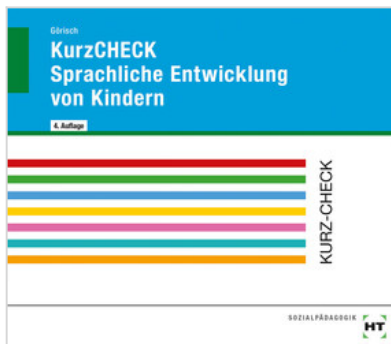 Görisch
KurzCHECK
Sprachliche Entwicklung
von Kindern
4. Auflage
KURZ-CHECK
SOZIALPÄDAGOGIK
HT